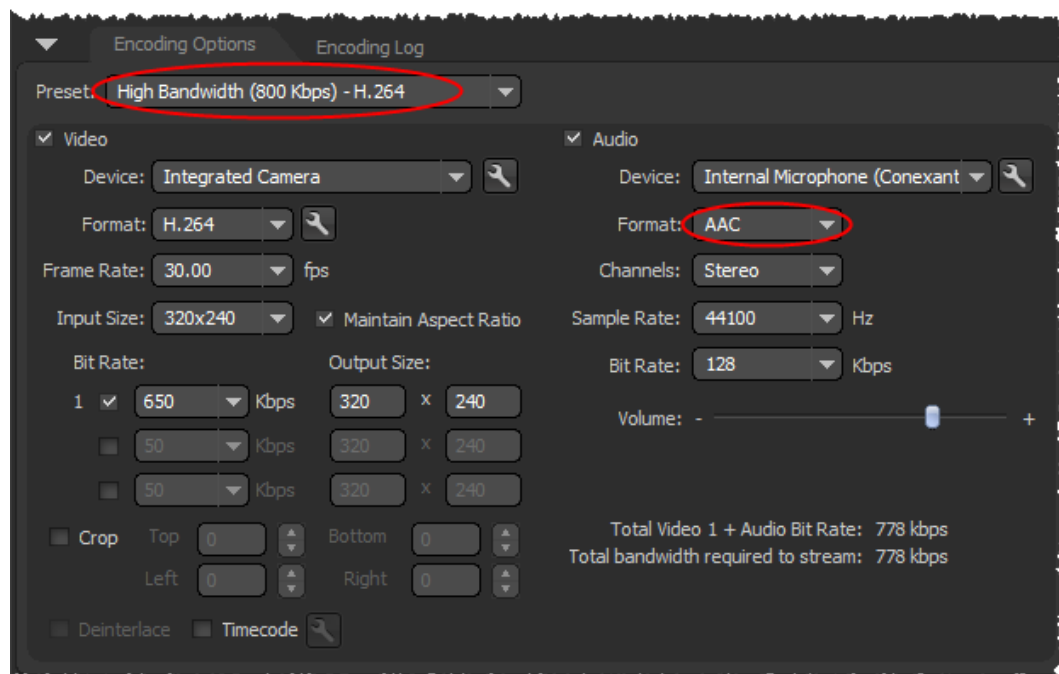 Encoding Options Encoding Log
Preset: High Bandwidth (800 Kbps) - H.264
Video
Device: Integrated Camera
Format: H.264
Frame Rate: 30.00 fps
Input Size: 320x240 Maintain Aspect Ratio
Bit Rate: Output Size:
1 650 Kbps 320 x 240
50 Kbps 320 x 240
50 Kbps 320 x 240
Crop Top 0 Bottom 0
Left 0 Right 0
Deinterlace Timecode
Audio
Device: Internal Microphone (Conexant
Format: AAC
Channels: Stereo
Sample Rate: 44100 Hz
Bit Rate: 128 Kbps
Volume: - +
Total Video 1 + Audio Bit Rate: 778 kbps
Total bandwidth required to stream: 778 kbps